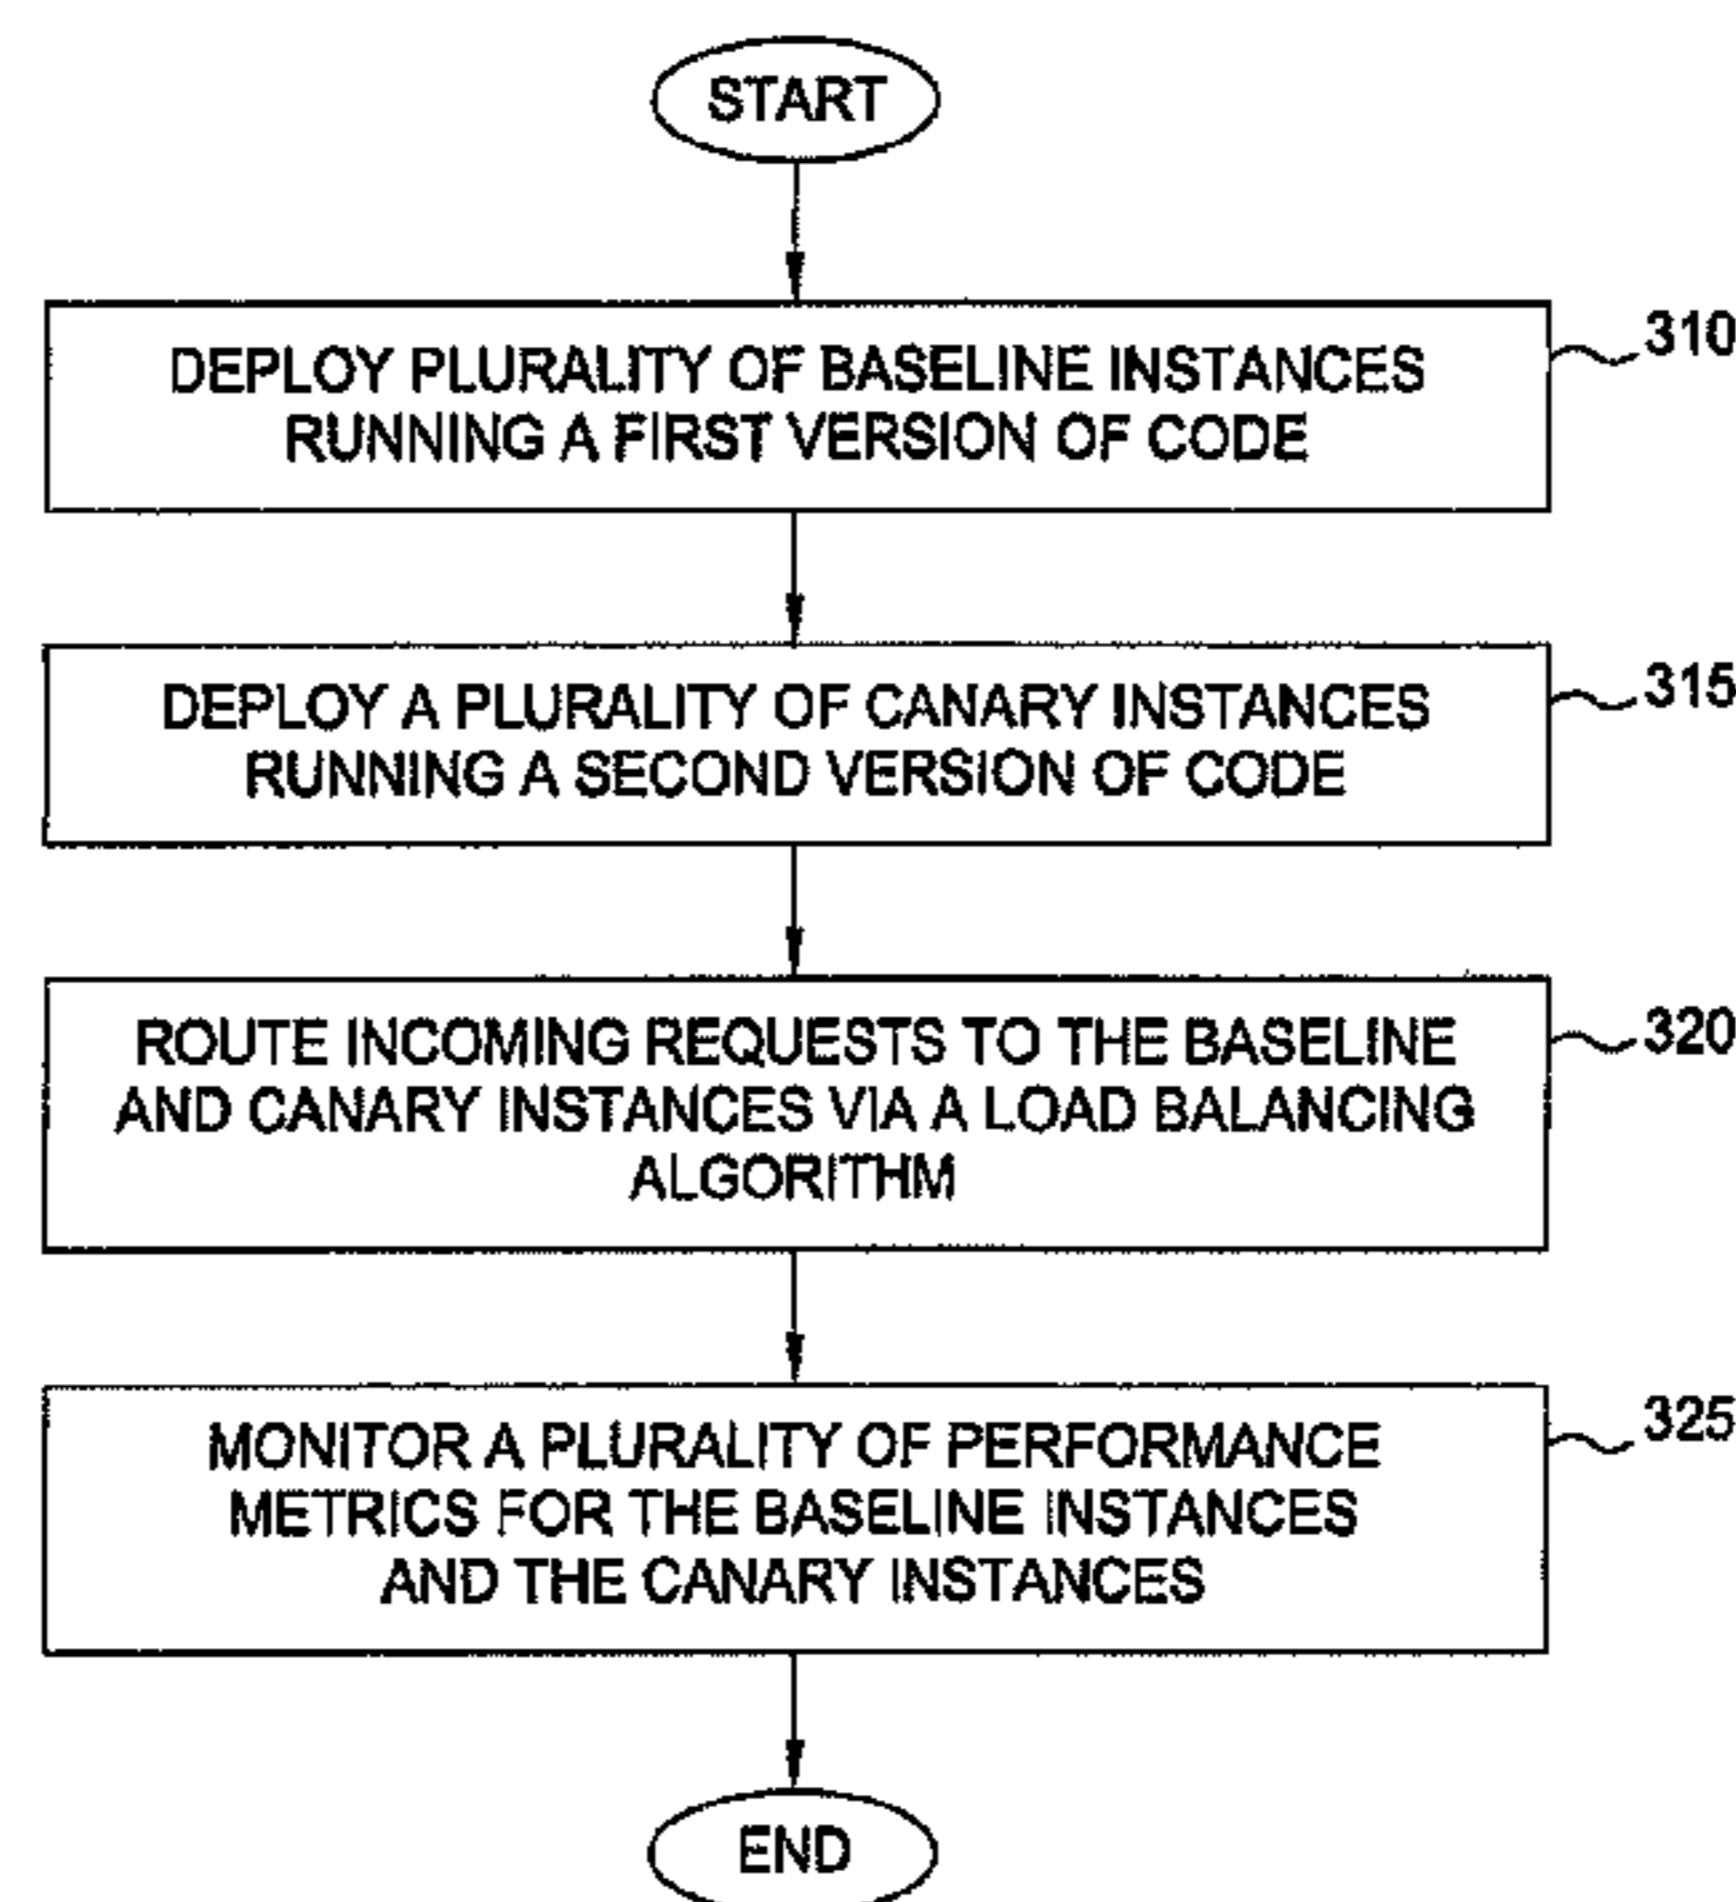 START
DEPLOY PLURALITY OF BASELINE INSTANCES
RUNNING A FIRST VERSION OF CODE
310
DEPLOY A PLURALITY OF CANARY INSTANCES
RUNNING A SECOND VERSION OF CODE
315
ROUTE INCOMING REQUESTS TO THE BASELINE
AND CANARY INSTANCES VIA A LOAD BALANCING
ALGORITHM
320
MONITOR A PLURALITY OF PERFORMANCE
METRICS FOR THE BASELINE INSTANCES
AND THE CANARY INSTANCES
325
END